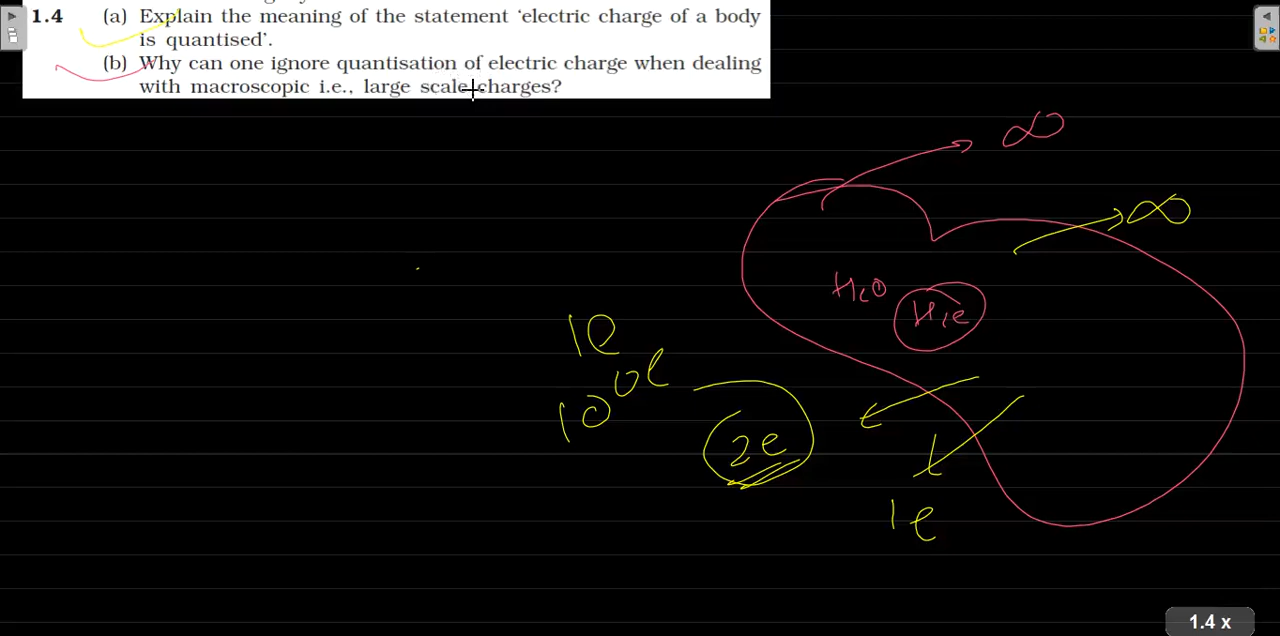 1.4 (a) Explain the meaning of the statement ‘electric charge of a body
is quantised’.
(b) Why can one ignore quantisation of electric charge when dealing
with macroscopic i.e., large scale charges?
∞
∞
2e
1e
1.4 x